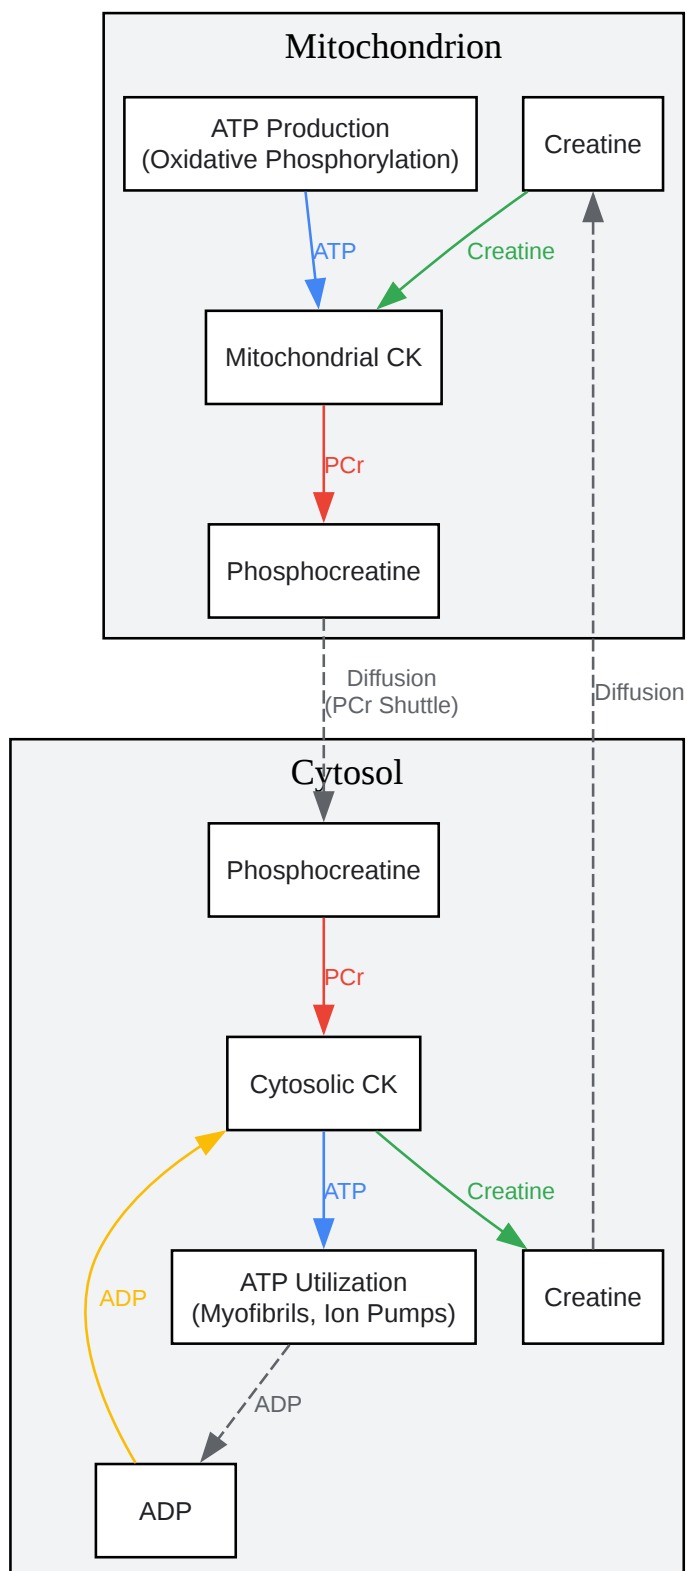 Mitochondrion
ATP Production
(Oxidative Phosphorylation)
Creatine
ATP
Creatine
Mitochondrial CK
PCr
Phosphocreatine
Diffusion
(PCr Shuttle)
Diffusion
Cytosol
Phosphocreatine
PCr
Cytosolic CK
ATP
Creatine
ATP Utilization
(Myofibrils, Ion Pumps)
Creatine
ADP
ADP
ADP